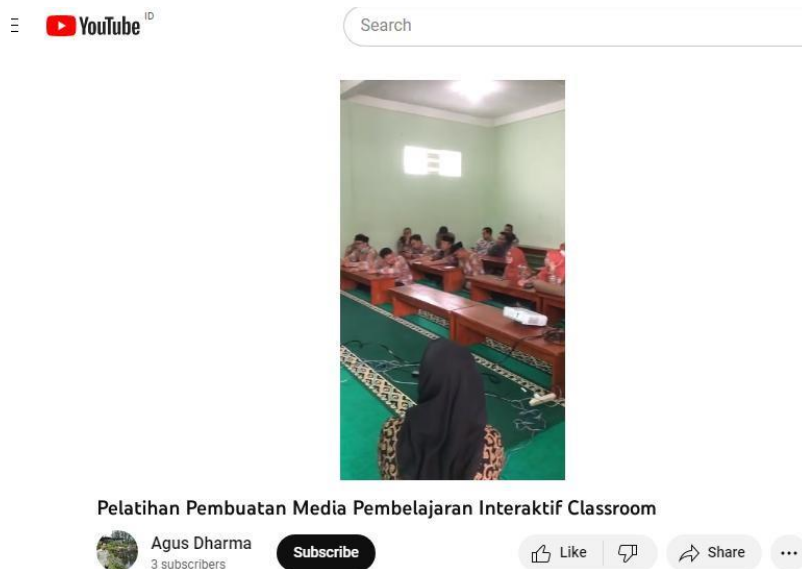 YouTube ID
Search
Pelatihan Pembuatan Media Pembelajaran Interaktif Classroom
Agus Dharma
3 subscribers
Subscribe
Like
Share